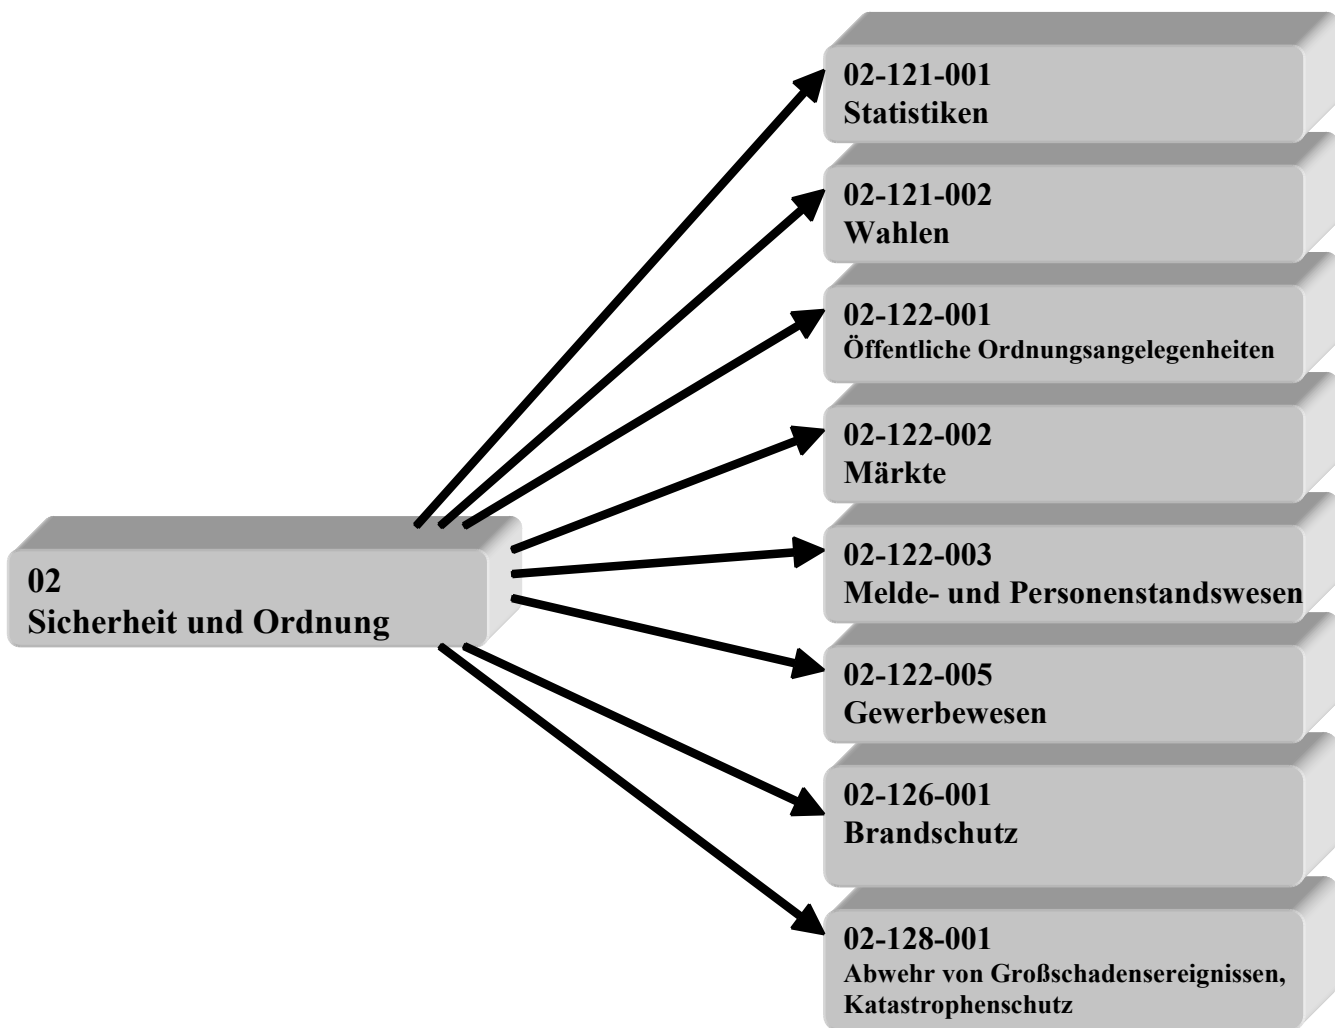 02-121-001
Statistiken
02-121-002
Wahlen
02-122-001
Öffentliche Ordnungsangelegenheiten
02-122-002
Märkte
02
Sicherheit und Ordnung
02-122-003
Melde- und Personenstandswesen
02-122-005
Gewerbewesen
02-126-001
Brandschutz
02-128-001
Abwehr von Großschadensereignissen,
Katastrophenschutz